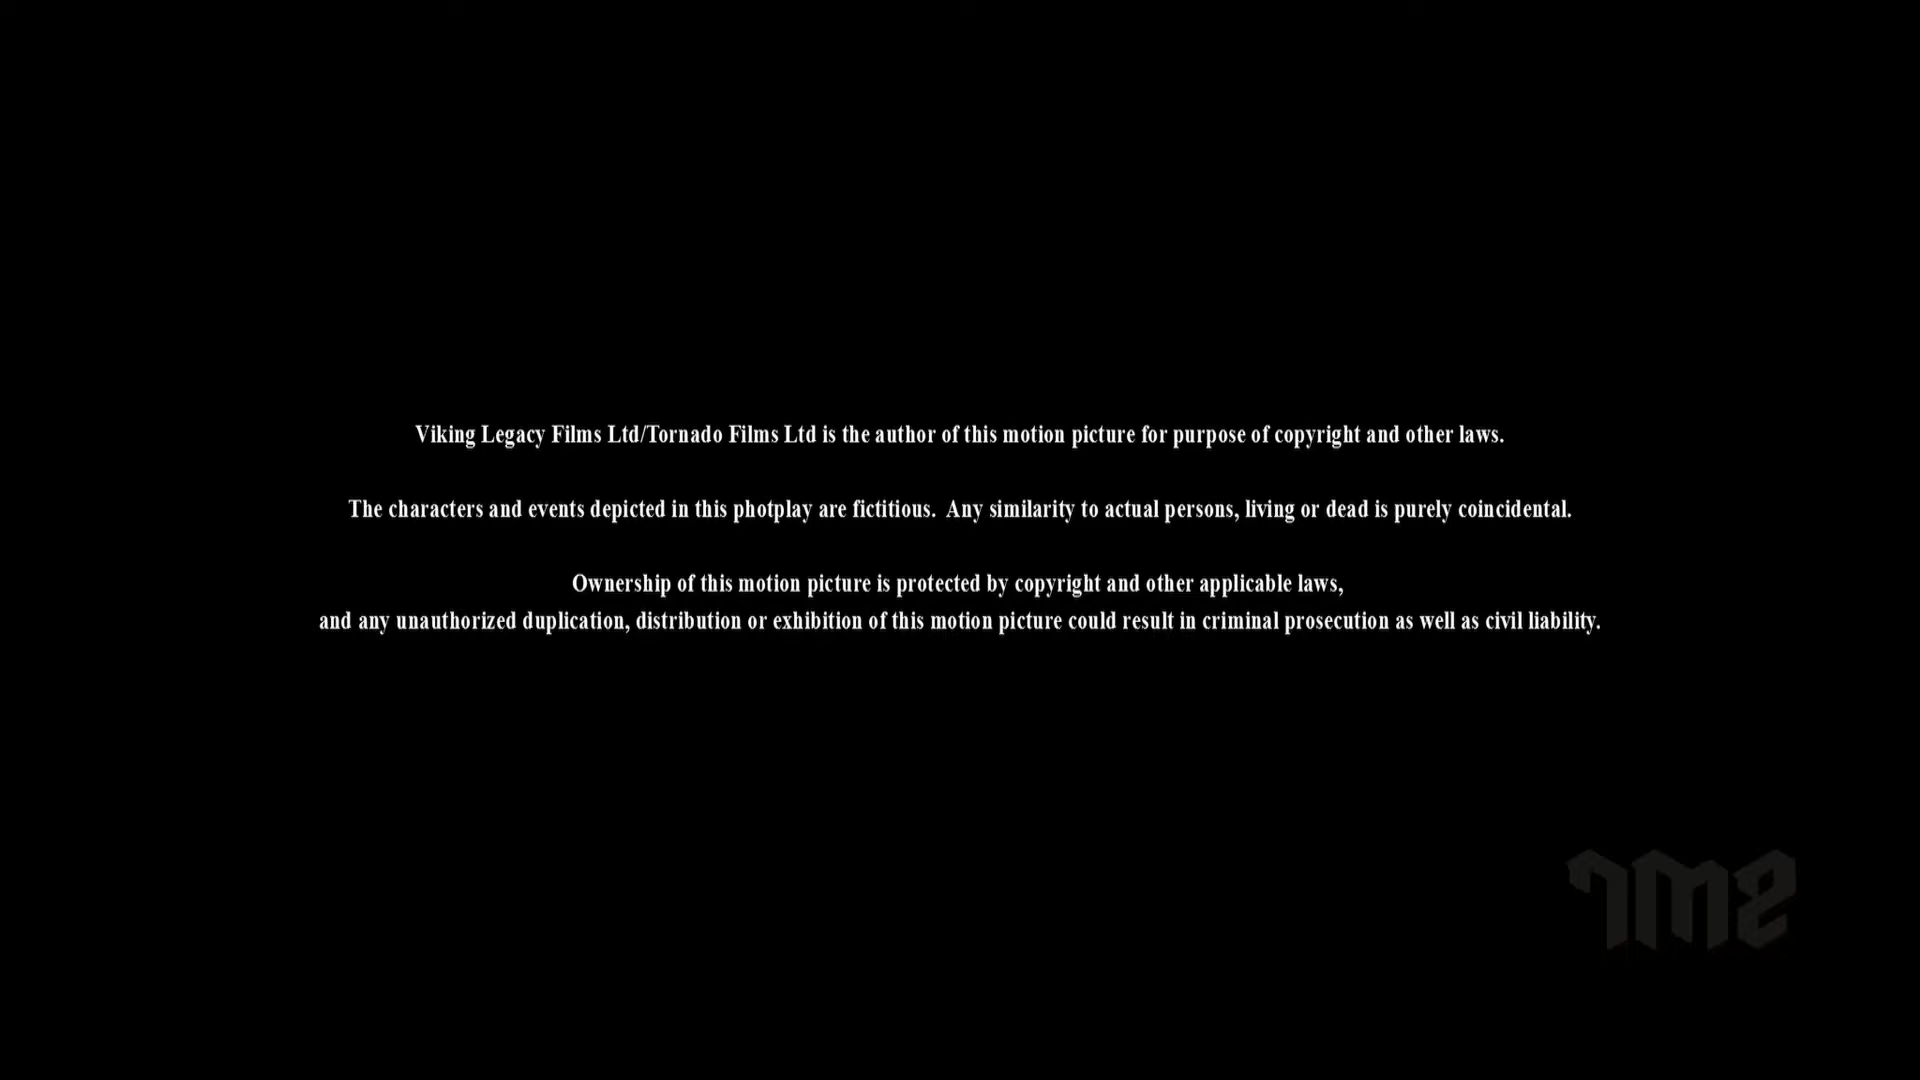 Viking Legacy Films Ltd/Tornado Films Ltd is the author of this motion picture for purpose of copyright and other laws.
The characters and events depicted in this photplay are fictitious.  Any similarity to actual persons, living or dead is purely coincidental.
Ownership of this motion picture is protected by copyright and other applicable laws,
and any unauthorized duplication, distribution or exhibition of this motion picture could result in criminal prosecution as well as civil liability.